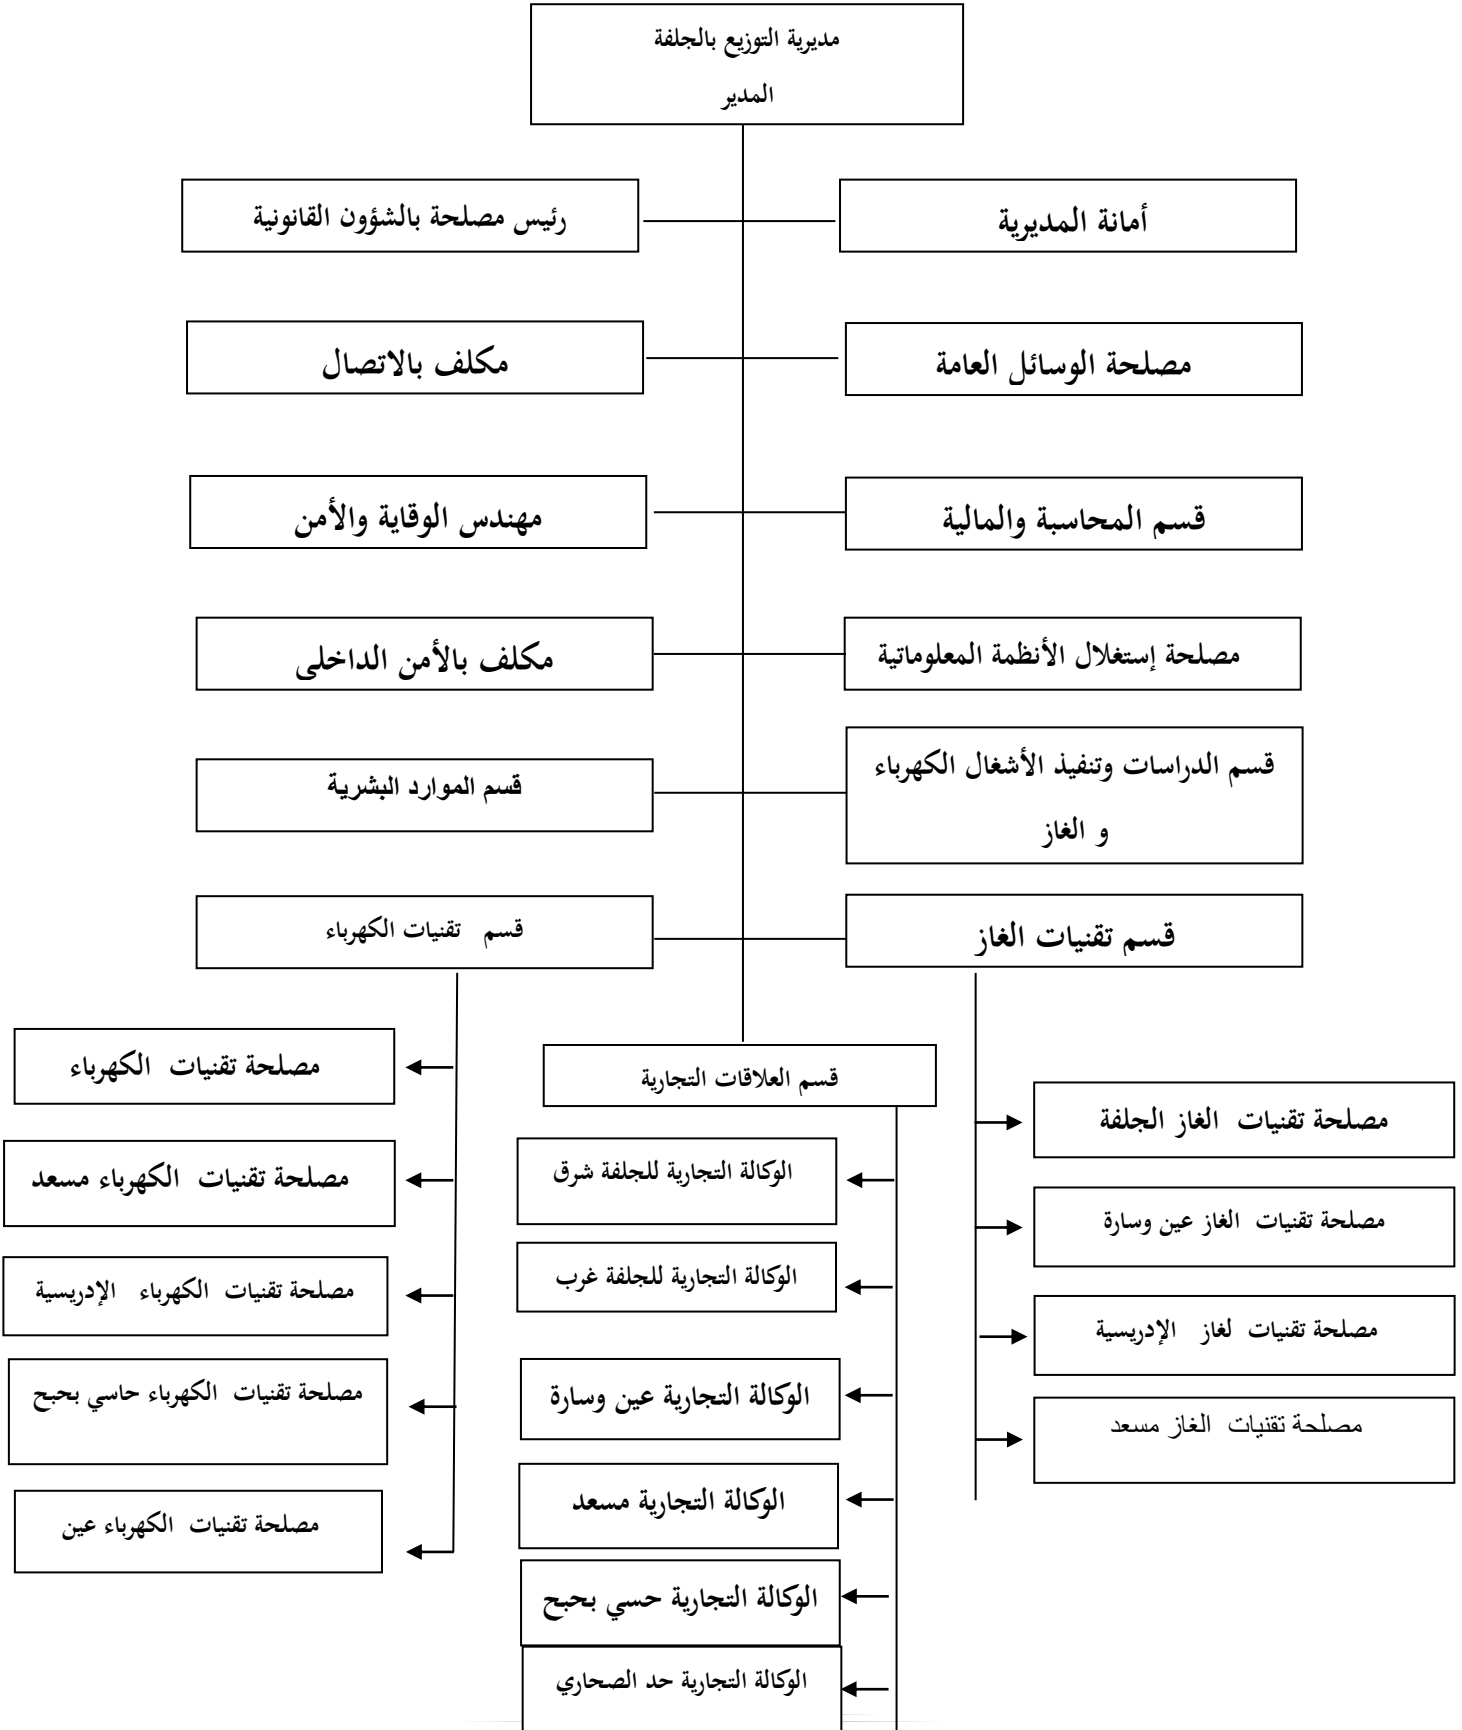 مديرية التوزيع بالجلفة
المدير
أمانة المديرية
رئيس مصلحة بالشؤون القانونية
مصلحة الوسائل العامة
مكلف بالاتصال
قسم المحاسبة والمالية
مهندس الوقاية والأمن
مصلحة إستغلال الأنظمة المعلوماتية
مكلف بالأمن الداخلى
قسم الدراسات وتنفيذ الأشغال الكهرباء
و الغاز
قسم الموارد البشرية
قسم تقنيات الغاز
قسم تقنيات الكهرباء
مصلحة تقنيات الغاز الجلفة
مصلحة تقنيات الغاز عين وسارة
مصلحة تقنيات لغاز الإدريسية
مصلحة تقنيات الغاز مسعد
قسم العلاقات التجارية
الوكالة التجارية للجلفة شرق
الوكالة التجارية للجلفة غرب
الوكالة التجارية عين وسارة
الوكالة التجارية مسعد
الوكالة التجارية حسي بحبح
الوكالة التجارية حد الصحاري
مصلحة تقنيات الكهرباء
مصلحة تقنيات الكهرباء مسعد
مصلحة تقنيات الكهرباء الإدريسية
مصلحة تقنيات الكهرباء حاسي بحبح
مصلحة تقنيات الكهرباء عين